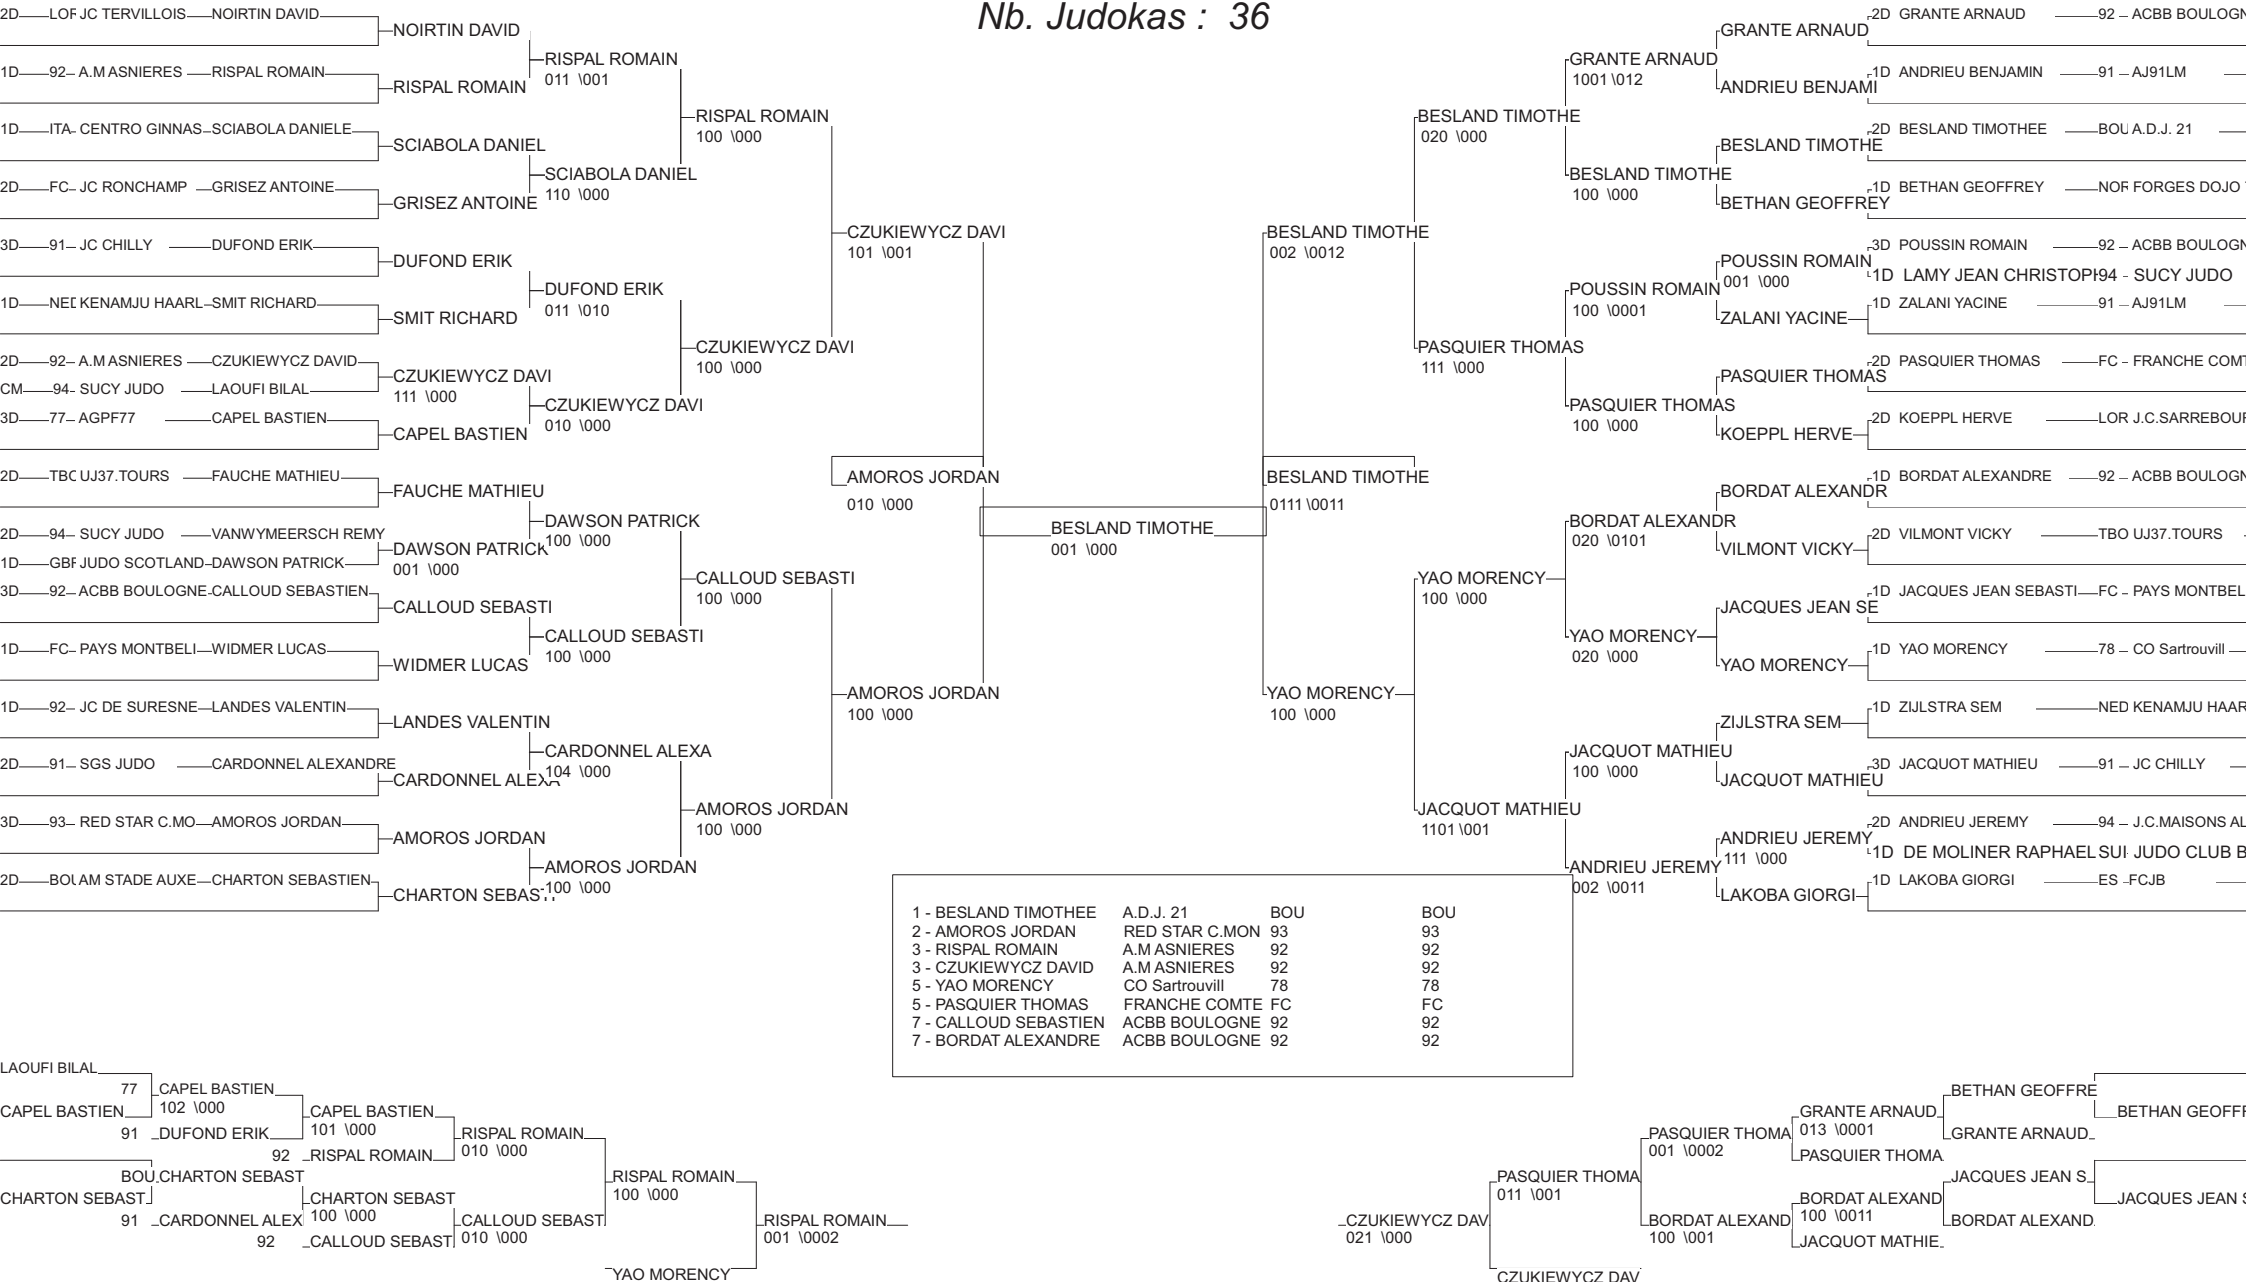 Nb. Judokas : 36
2D LOR JC TERVILLOIS NOIRTIN DAVID
1D 92 A.M ASNIERES RISPAL ROMAIN
1D ITA CENTRO GINNAS SCIABOLA DANIELE
2D FC JC RONCHAMP GRISEZ ANTOINE
3D 91 JC CHILLY DUFOND ERIK
1D NED KENAMJU HAARL SMIT RICHARD
2D 92 A.M ASNIERES CZUKIEWYCZ DAVID
CM 94 SUCY JUDO LAOUFI BILAL
3D 77 AGPF77 CAPEL BASTIEN
2D TBO UJ37.TOURS FAUCHE MATHIEU
2D 94 SUCY JUDO VANWYMEERSCH REMY
1D GBR JUDO SCOTLAND DAWSON PATRICK
3D 92 ACBB BOULOGNE CALLOUD SEBASTIEN
1D FC PAYS MONTBELI WIDMER LUCAS
1D 92 JC DE SURESNE LANDES VALENTIN
2D 91 SGS JUDO CARDONNEL ALEXANDRE
3D 93 RED STAR C.MO AMOROS JORDAN
2D BOU AM STADE AUXE CHARTON SEBASTIEN
NOIRTIN DAVID
RISPAL ROMAIN
SCIABOLA DANIEL
GRISEZ ANTOINE
DUFOND ERIK
SMIT RICHARD
CZUKIEWYCZ DAVI
111 \000
CAPEL BASTIEN
FAUCHE MATHIEU
DAWSON PATRICK
001 \000
CALLOUD SEBASTI
WIDMER LUCAS
LANDES VALENTIN
CARDONNEL ALEXA
AMOROS JORDAN
CHARTON SEBAST
RISPAL ROMAIN
011 \001
SCIABOLA DANIEL
110 \000
DUFOND ERIK
011 \010
CZUKIEWYCZ DAVI
010 \000
DAWSON PATRICK
100 \000
CALLOUD SEBASTI
100 \000
CARDONNEL ALEXA
104 \000
AMOROS JORDAN
100 \000
RISPAL ROMAIN
100 \000
CZUKIEWYCZ DAVI
100 \000
CALLOUD SEBASTI
100 \000
AMOROS JORDAN
100 \000
CZUKIEWYCZ DAVI
101 \001
AMOROS JORDAN
100 \000
AMOROS JORDAN
010 \000
BESLAND TIMOTHE
001 \000
BESLAND TIMOTHE
0111 \0011
BESLAND TIMOTHE
002 \0012
YAO MORENCY
100 \000
BESLAND TIMOTHE
020 \000
PASQUIER THOMAS
111 \000
YAO MORENCY
100 \000
JACQUOT MATHIEU
1101 \001
GRANTE ARNAUD
1001 \012
BESLAND TIMOTHE
100 \000
POUSSIN ROMAIN
100 \0001
PASQUIER THOMAS
100 \000
BORDAT ALEXANDR
020 \0101
YAO MORENCY
020 \000
JACQUOT MATHIEU
100 \000
ANDRIEU JEREMY
002 \0011
GRANTE ARNAUD
ANDRIEU BENJAMI
BESLAND TIMOTHE
BETHAN GEOFFREY
POUSSIN ROMAIN
001 \000
ZALANI YACINE
PASQUIER THOMAS
KOEPPL HERVE
BORDAT ALEXANDR
VILMONT VICKY
JACQUES JEAN SE
YAO MORENCY
ZIJLSTRA SEM
JACQUOT MATHIEU
ANDRIEU JEREMY
111 \000
LAKOBA GIORGI
2D GRANTE ARNAUD 92 ACBB BOULOGN
1D ANDRIEU BENJAMIN 91 AJ91LM
2D BESLAND TIMOTHEE BOU A.D.J. 21
1D BETHAN GEOFFREY NOR FORGES DOJO
3D POUSSIN ROMAIN 92 ACBB BOULOGN
1D LAMY JEAN CHRISTOPH 94 - SUCY JUDO
1D ZALANI YACINE 91 AJ91LM
2D PASQUIER THOMAS FC - FRANCHE COMT
2D KOEPPL HERVE LOR J.C.SARREBOUR
1D BORDAT ALEXANDRE 92 ACBB BOULOGN
2D VILMONT VICKY TBO UJ37.TOURS
1D JACQUES JEAN SEBASTI FC - PAYS MONTBEL
1D YAO MORENCY 78 CO Sartrouvill
1D ZIJLSTRA SEM NED KENAMJU HAAR
3D JACQUOT MATHIEU 91 JC CHILLY
2D ANDRIEU JEREMY 94 J.C.MAISONS AL
1D DE MOLINER RAPHAEL SUI JUDO CLUB B
1D LAKOBA GIORGI ES FCJB
1 - BESLAND TIMOTHEE A.D.J. 21 BOU BOU
2 - AMOROS JORDAN RED STAR C.MON 93 93
3 - RISPAL ROMAIN A.M ASNIERES 92 92
3 - CZUKIEWYCZ DAVID A.M ASNIERES 92 92
5 - YAO MORENCY CO Sartrouvill 78 78
5 - PASQUIER THOMAS FRANCHE COMTE FC FC
7 - CALLOUD SEBASTIEN ACBB BOULOGNE 92 92
7 - BORDAT ALEXANDRE ACBB BOULOGNE 92 92
LAOUFI BILAL
77
CAPEL BASTIEN
91
BOU
CHARTON SEBAST
91
CAPEL BASTIEN
102 \000
DUFOND ERIK
92
CHARTON SEBAST
CARDONNEL ALEX
92
CAPEL BASTIEN
101 \000
RISPAL ROMAIN
CHARTON SEBAST
100 \000
CALLOUD SEBAST
RISPAL ROMAIN
010 \000
CALLOUD SEBAST
010 \000
RISPAL ROMAIN
100 \000
YAO MORENCY
RISPAL ROMAIN
001 \0002
CZUKIEWYCZ DAV
021 \000
PASQUIER THOMA
011 \001
CZUKIEWYCZ DAV
PASQUIER THOMA
001 \0002
BORDAT ALEXAND
100 \001
GRANTE ARNAUD
013 \0001
PASQUIER THOMA
BORDAT ALEXAND
100 \0011
JACQUOT MATHIE
BETHAN GEOFFRE
GRANTE ARNAUD
JACQUES JEAN S
BORDAT ALEXAND
BETHAN GEOFF
JACQUES JEAN S